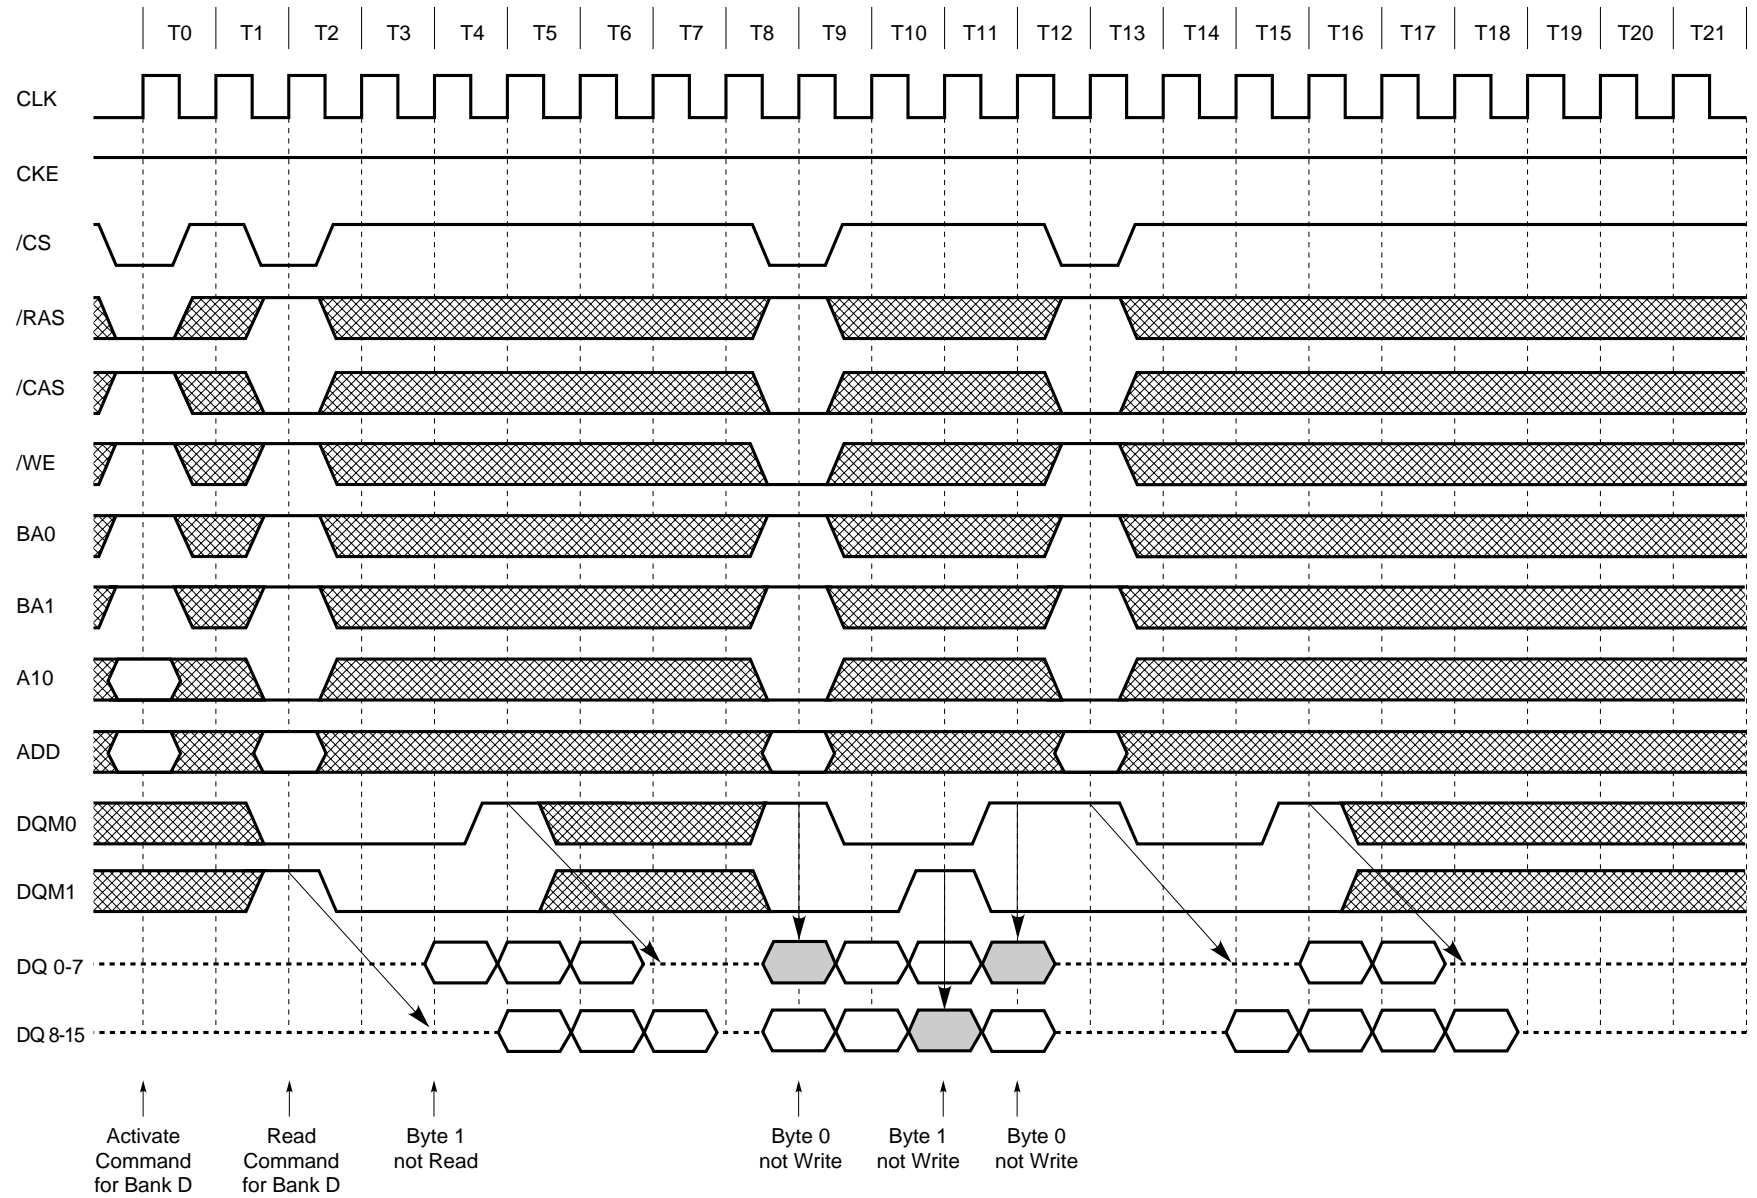 T0 T1 T2 T3 T4 T5 T6 T7 T8 T9 T10 T11 T12 T13 T14 T15 T16 T17 T18 T19 T20 T21
CLK
CKE
/CS
/RAS
/CAS
/WE
BA0
BA1
A10
ADD
DQM0
DQM1
DQ 0-7
DQ 8-15
Activate
Command
for Bank D
Read
Command
for Bank D
Byte 1
not Read
Byte 0
not Write
Byte 1
not Write
Byte 0
not Write